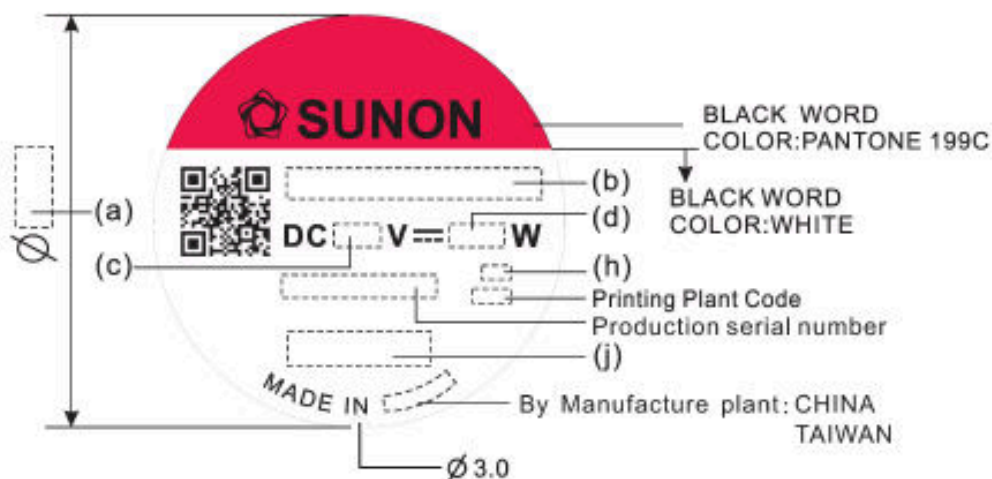 SUNON
BLACK WORD
COLOR:PANTONE 199C
(b)
BLACK WORD
COLOR:WHITE
(a)
(d)
DC V W
(c)
(h)
Printing Plant Code
Production serial number
(j)
MADE IN
By Manufacture plant: CHINA
TAIWAN
Ø
Ø 3.0